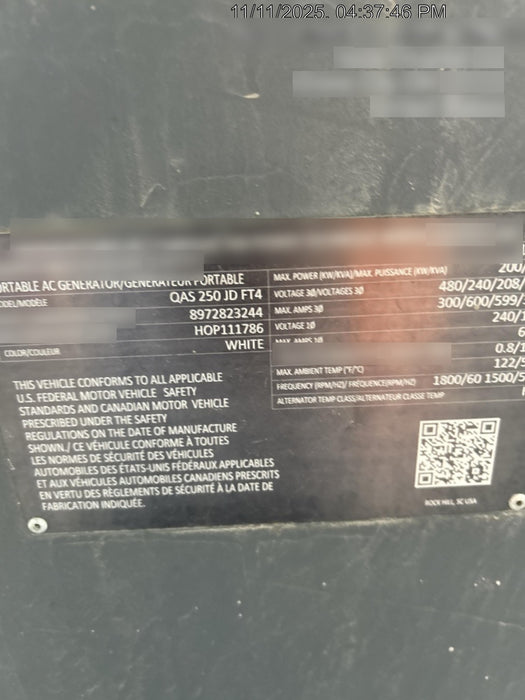 11/11/2025. 04:37:46 PM
RTABLE AC GENERATOR/GÉNÉRATEUR PORTABLE
ODEL/MODÈLE QAS 250 JD FT4
8972823244
HOP111786
COLOR/COULEUR WHITE
MAX. POWER (KW/KVA)/MAX. PUISSANCE (KW/KVA) 200/
VOLTAGE 3Ø/VOLTAGES 3Ø 480/240/208/
MAX. AMPS 3Ø 300/600/599/
VOLTAGE 1Ø 240/1
MAX. AMPS 1Ø 6
0.8/1
MAX. AMBIENT TEMP (°F/°C) 122/5
FREQUENCY (RPM/HZ)/ FRÉQUENCE(RPM/HZ) 1800/60 1500/5
ALTERNATOR TEMP CLASS/ALTERNATEUR CLASSE TEMP
THIS VEHICLE CONFORMS TO ALL APPLICABLE
U.S. FEDERAL MOTOR VEHICLE SAFETY
STANDARDS AND CANADIAN MOTOR VEHICLE
PRESCRIBED UNDER THE SAFETY
REGULATIONS ON THE DATE OF MANUFACTURE
SHOWN./ CE VÉHICULE CONFORME À TOUTES
LES NORMES DE SÉCURITÉ DES VÉHICULES
AUTOMOBILES DES ÉTATS-UNIS FÉDÉRAUX APPLICABLES
ET AUX VÉHICULES AUTOMOBILES CANADIENS PRESCRITS
EN VERTU DES RÈGLEMENTS DE SÉCURITÉ À LA DATE DE
FABRICATION INDIQUÉE.
ROCK HILL, SC USA